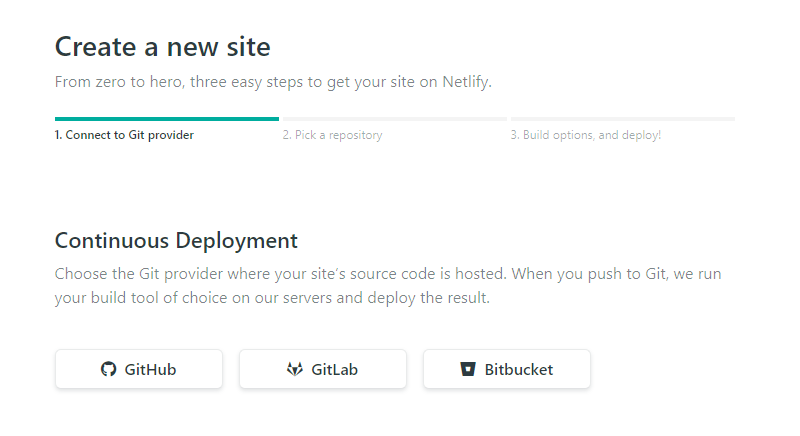 Create a new site
From zero to hero, three easy steps to get your site on Netlify.
1. Connect to Git provider
2. Pick a repository
3. Build options, and deploy!
Continuous Deployment
Choose the Git provider where your site's source code is hosted. When you push to Git, we run
your build tool of choice on our servers and deploy the result.
GitHub
GitLab
Bitbucket